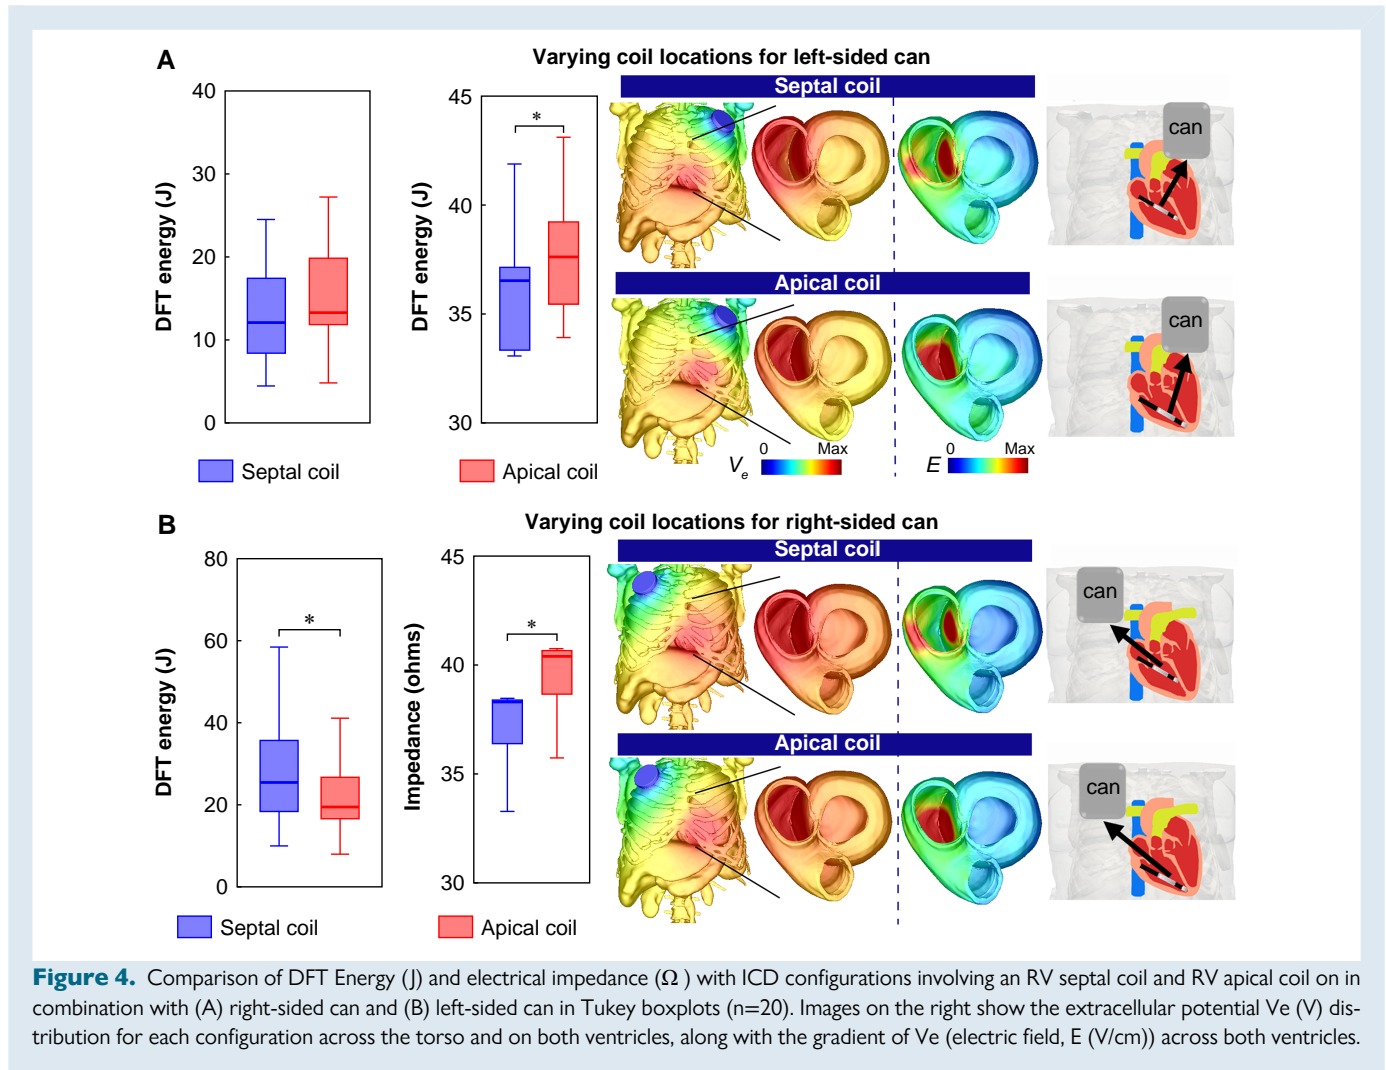 A
Varying coil locations for left-sided can
Septal coil
DFT energy (J)
40
30
20
10
0
DFT energy (J)
45
40
35
30
*
can
Apical coil
can
0 Max
Ve
0 Max
E
Septal coil
Apical coil
B
Varying coil locations for right-sided can
Septal coil
DFT energy (J)
80
60
40
20
0
*
Impedance (ohms)
45
40
35
30
*
can
Apical coil
can
Septal coil
Apical coil
Figure 4. Comparison of DFT Energy (J) and electrical impedance (Ω ) with ICD configurations involving an RV septal coil and RV apical coil on in
combination with (A) right-sided can and (B) left-sided can in Tukey boxplots (n=20). Images on the right show the extracellular potential Ve (V) dis-
tribution for each configuration across the torso and on both ventricles, along with the gradient of Ve (electric field, E (V/cm)) across both ventricles.